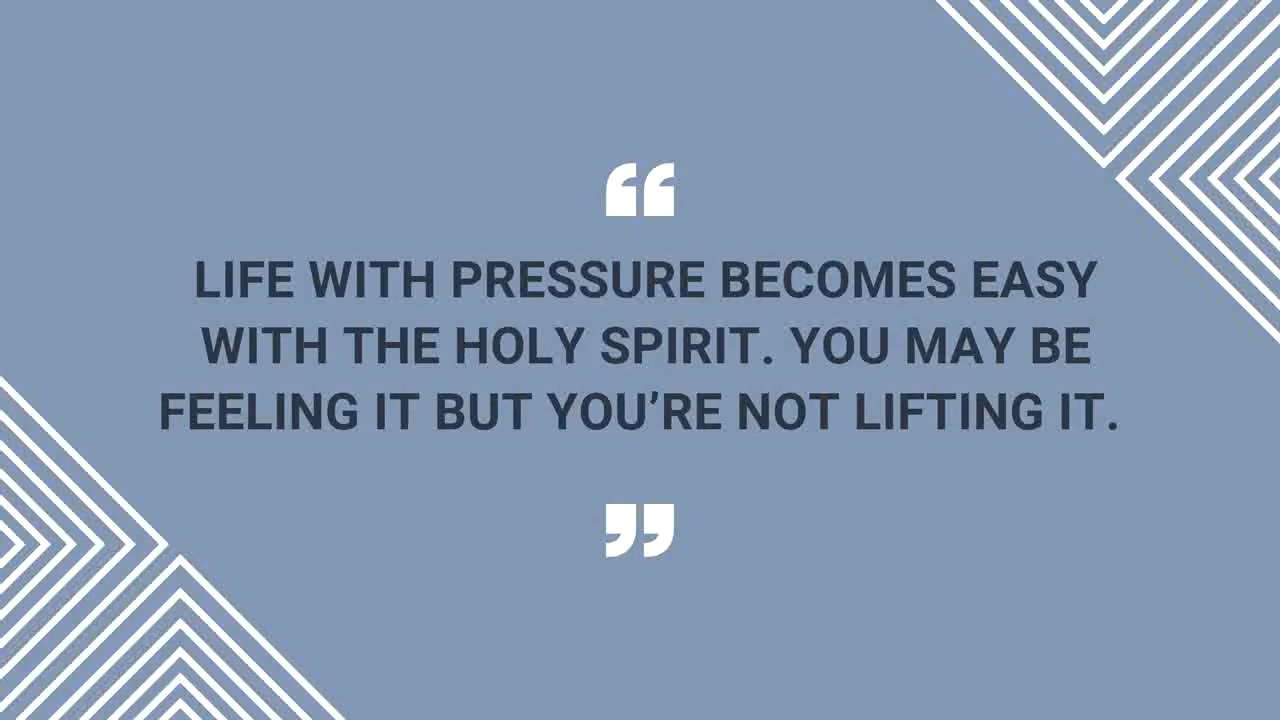 “
LIFE WITH PRESSURE BECOMES EASY
WITH THE HOLY SPIRIT. YOU MAY BE
FEELING IT BUT YOU’RE NOT LIFTING IT.
”